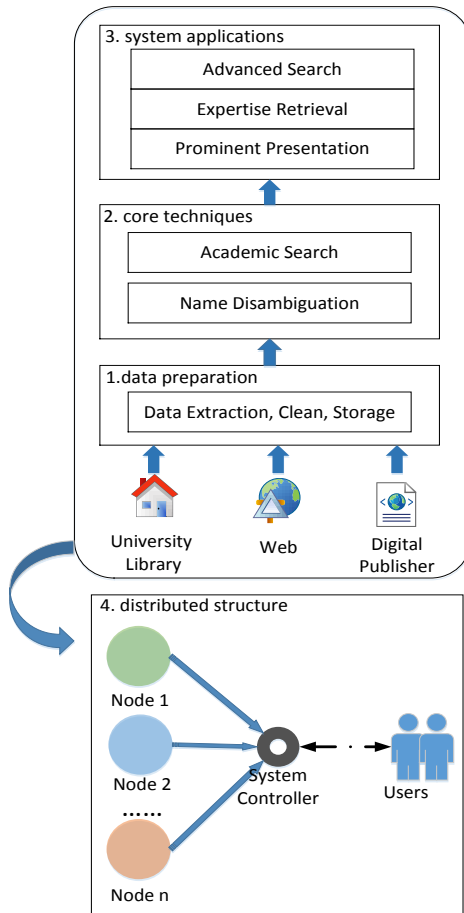 3. system applications
Advanced Search
Expertise Retrieval
Prominent Presentation
2. core techniques
Academic Search
Name Disambiguation
1.data preparation
Data Extraction, Clean, Storage
University
Library
Web
Digital
Publisher
4. distributed structure
Node 1
Node 2
......
Node n
System
Controller
Users